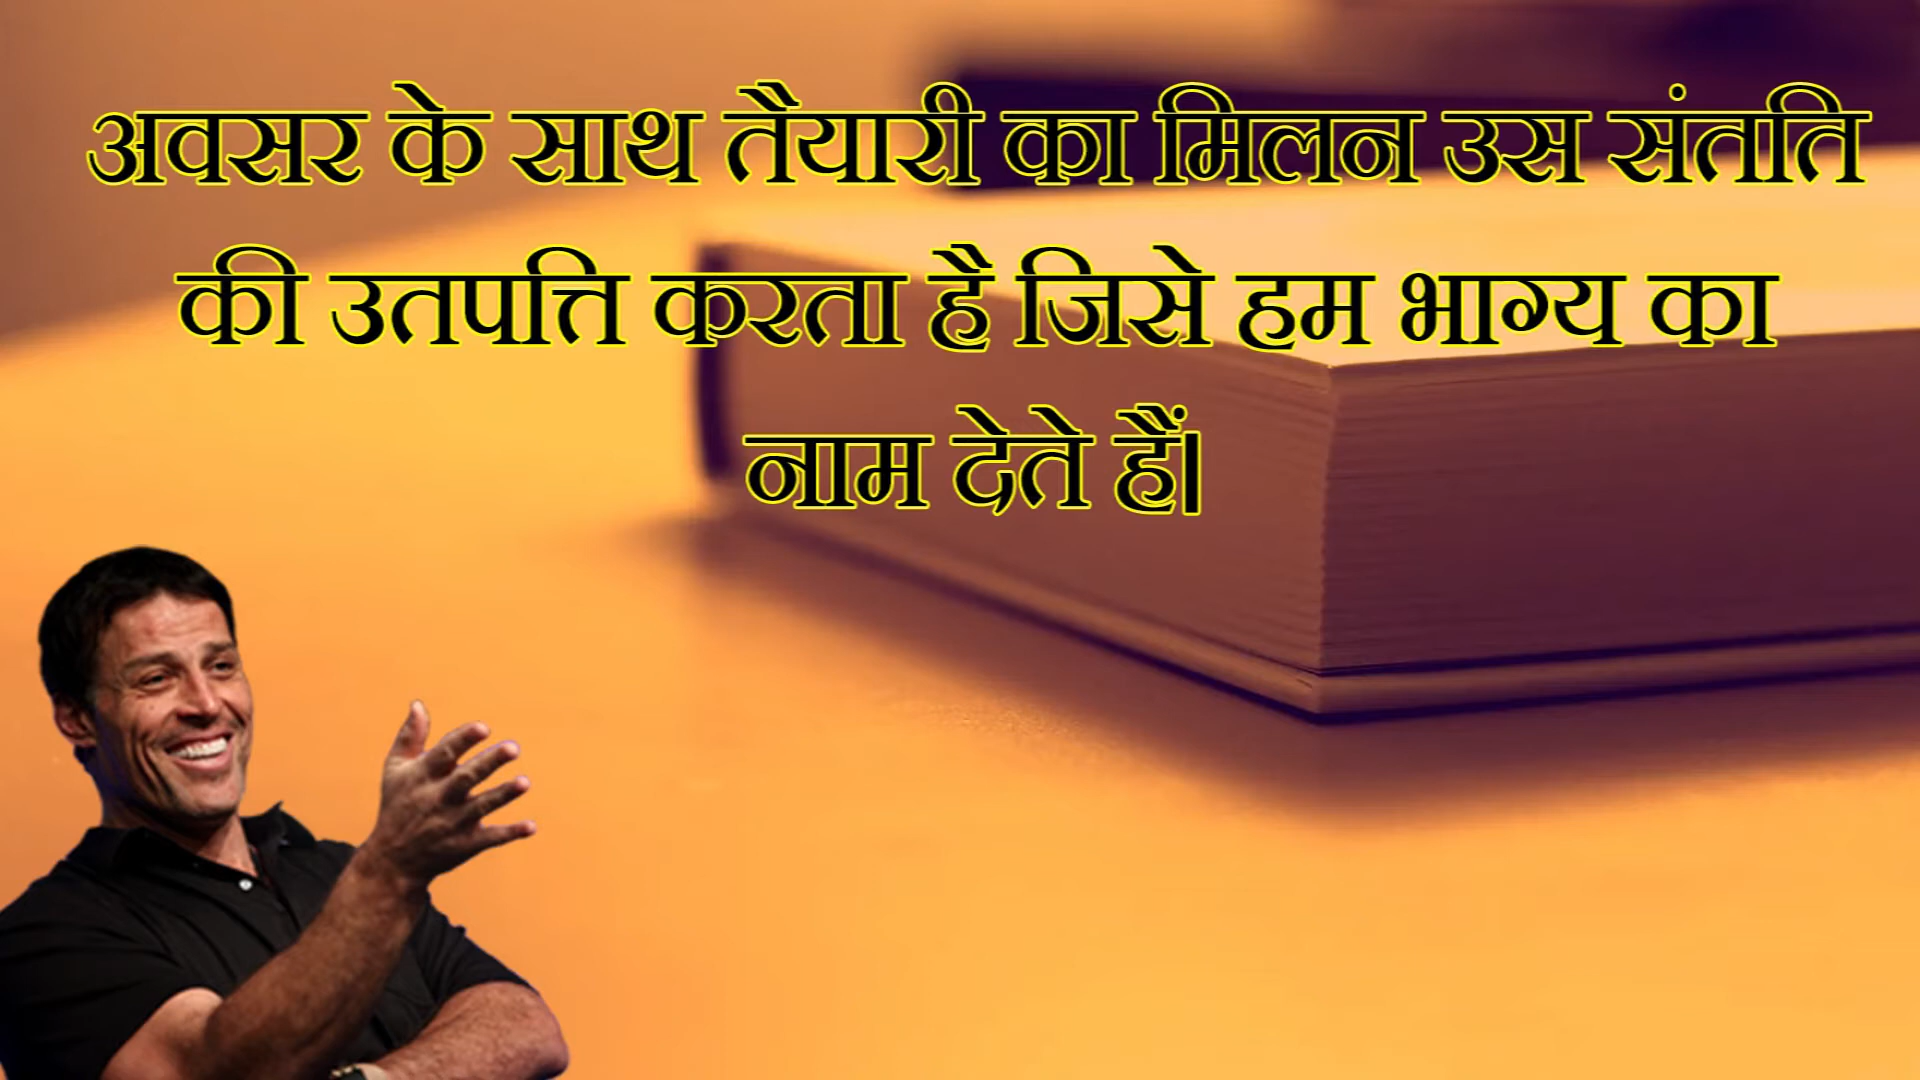 अवसर के साथ तैयारी का मिलन उस संतति
की उतपत्ति करता है जिसे हम भाग्य का
नाम देते हैं।